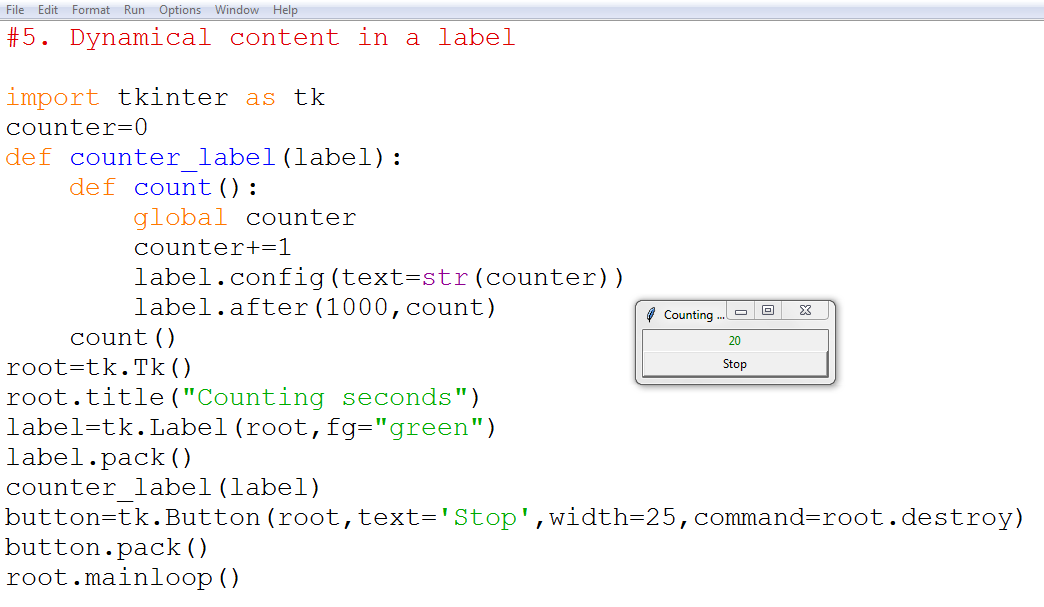 File Edit Format Run Options Window Help
#5. Dynamical content in a label
import tkinter as tk
counter=0
def counter_label(label):
    def count():
        global counter
        counter+=1
        label.config(text=str(counter))
        label.after(1000,count)
    count()
root=tk.Tk()
root.title("Counting seconds")
label=tk.Label(root,fg="green")
label.pack()
counter_label(label)
button=tk.Button(root,text='Stop',width=25,command=root.destroy)
button.pack()
root.mainloop()
Counting ...
20
Stop